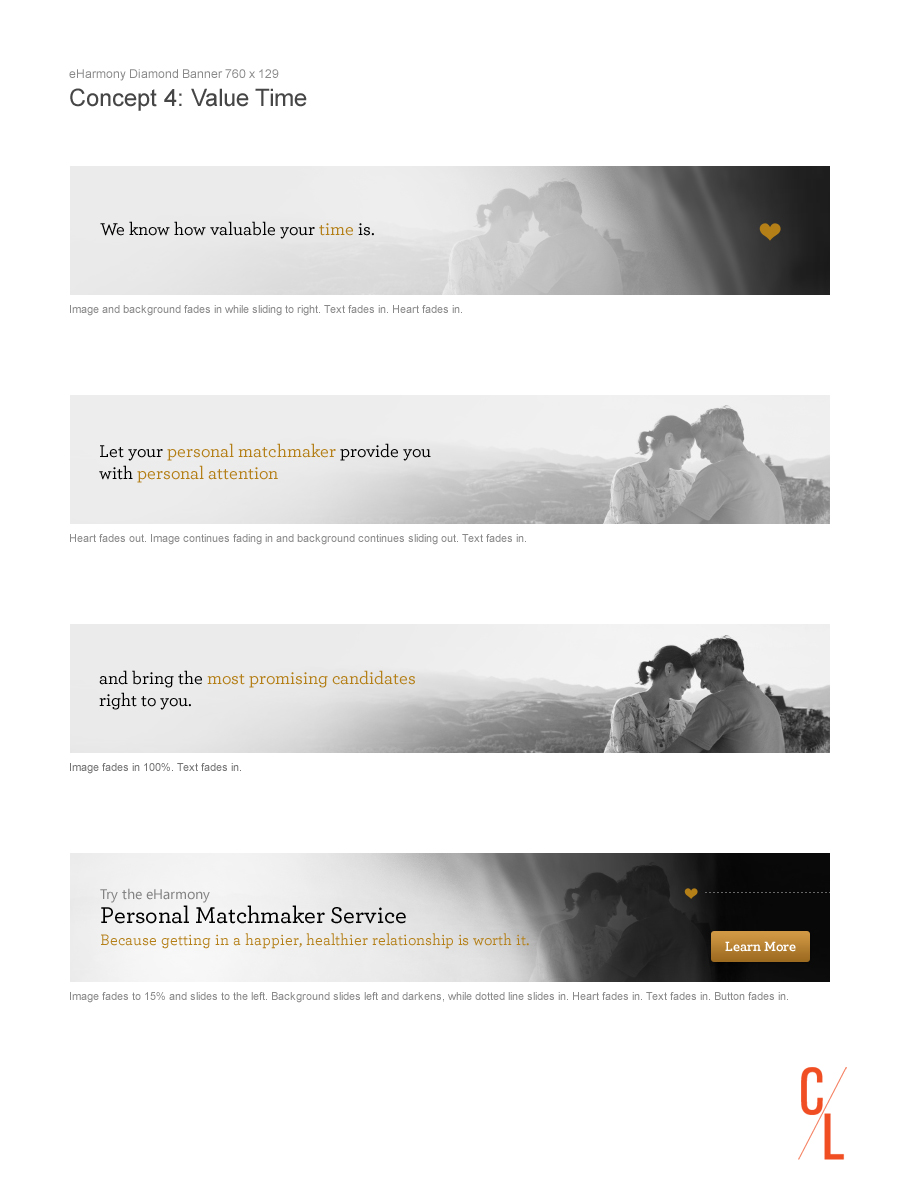 eHarmony Diamond Banner 760 x 129
Concept 4: Value Time
We know how valuable your time is.
Image and background fades in while sliding to right. Text fades in. Heart fades in.
Let your personal matchmaker provide you
with personal attention
Heart fades out. Image continues fading in and background continues sliding out. Text fades in.
and bring the most promising candidates
right to you.
Image fades in 100%. Text fades in.
Try the eHarmony
Personal Matchmaker Service
Because getting in a happier, healthier relationship is worth it.
Learn More
Image fades to 15% and slides to the left. Background slides left and darkens, while dotted line slides in. Heart fades in. Text fades in. Button fades in.
C/L